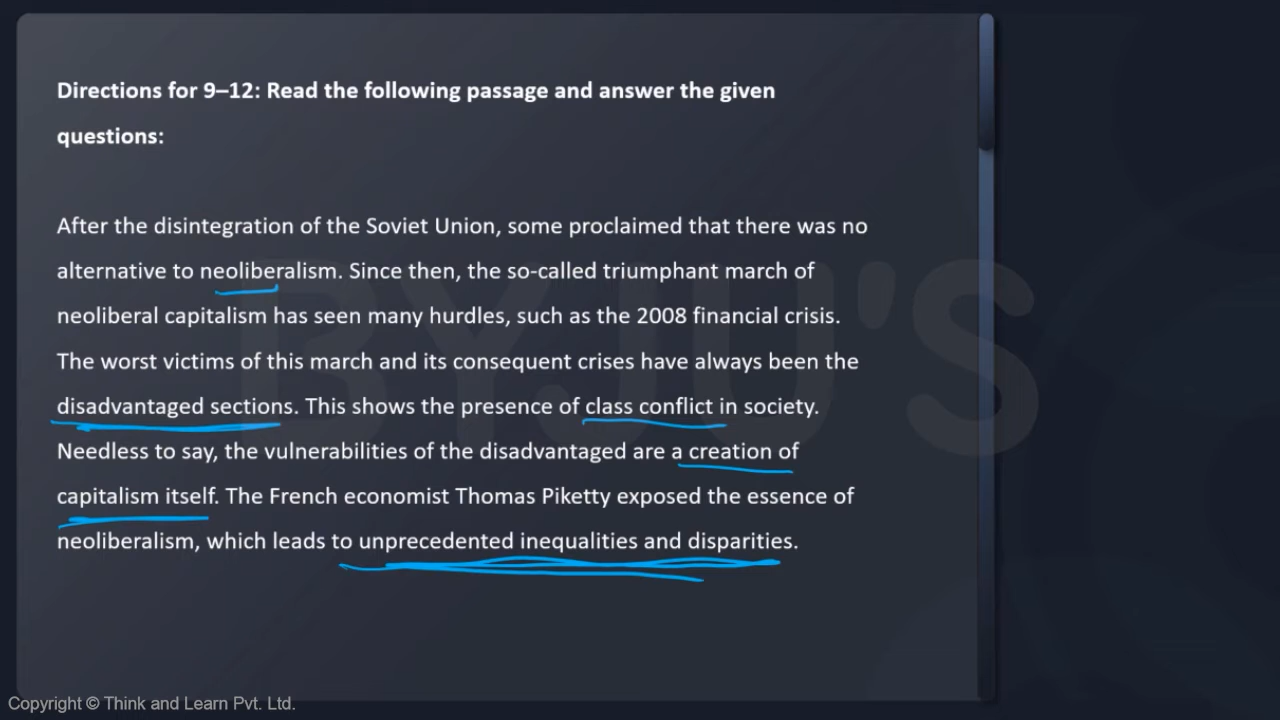 Directions for 9–12: Read the following passage and answer the given
questions:
After the disintegration of the Soviet Union, some proclaimed that there was no
alternative to neoliberalism. Since then, the so-called triumphant march of
neoliberal capitalism has seen many hurdles, such as the 2008 financial crisis.
The worst victims of this march and its consequent crises have always been the
disadvantaged sections. This shows the presence of class conflict in society.
Needless to say, the vulnerabilities of the disadvantaged are a creation of
capitalism itself. The French economist Thomas Piketty exposed the essence of
neoliberalism, which leads to unprecedented inequalities and disparities.
BYJU'S
Copyright © Think and Learn Pvt. Ltd.